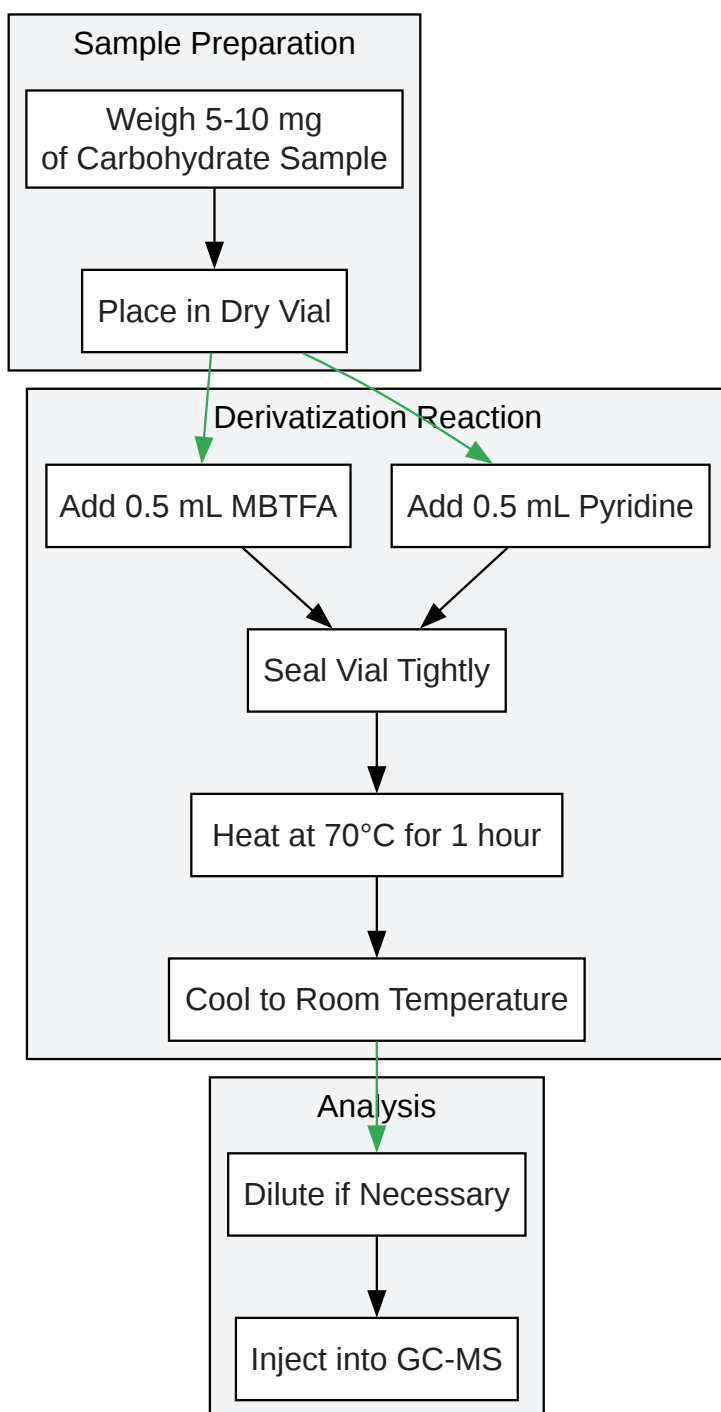 Sample Preparation
Weigh 5-10 mg
of Carbohydrate Sample
Place in Dry Vial
Derivatization Reaction
Add 0.5 mL MBTFA
Add 0.5 mL Pyridine
Seal Vial Tightly
Heat at 70°C for 1 hour
Cool to Room Temperature
Analysis
Dilute if Necessary
Inject into GC-MS